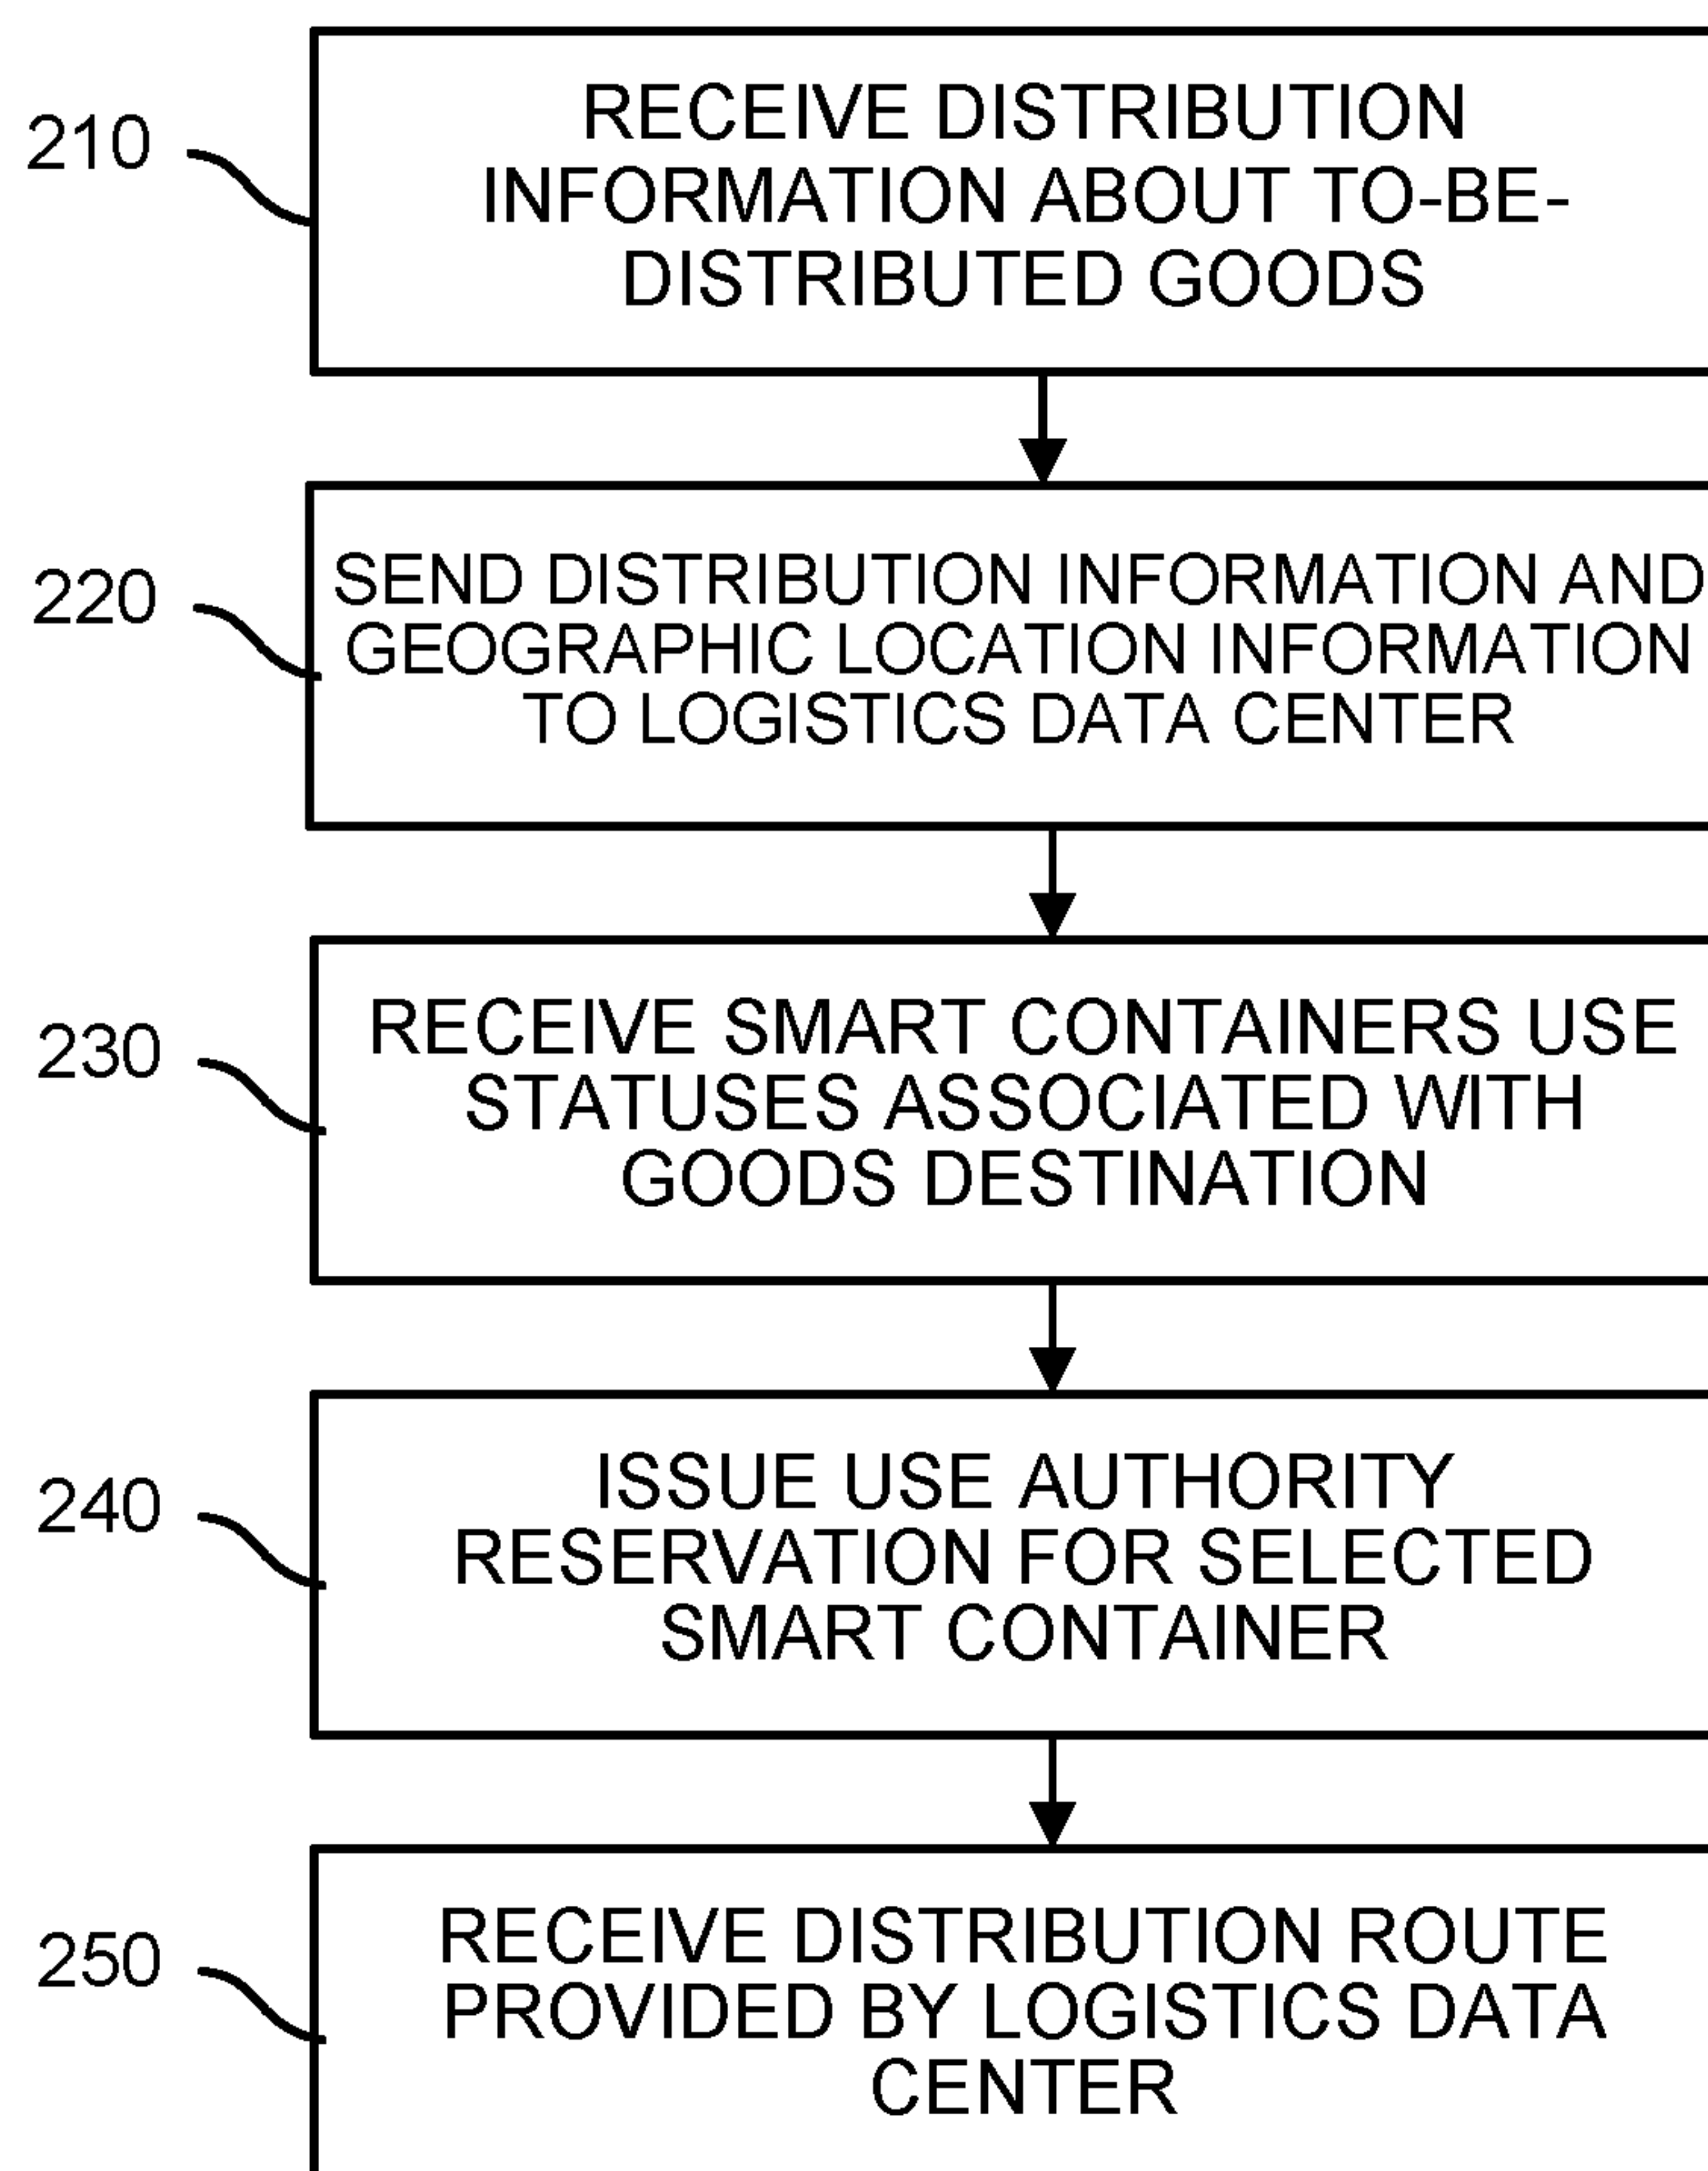 210
RECEIVE DISTRIBUTION
INFORMATION ABOUT TO-BE-
DISTRIBUTED GOODS
220
SEND DISTRIBUTION INFORMATION AND
GEOGRAPHIC LOCATION INFORMATION
TO LOGISTICS DATA CENTER
230
RECEIVE SMART CONTAINERS USE
STATUSES ASSOCIATED WITH
GOODS DESTINATION
240
ISSUE USE AUTHORITY
RESERVATION FOR SELECTED
SMART CONTAINER
250
RECEIVE DISTRIBUTION ROUTE
PROVIDED BY LOGISTICS DATA
CENTER